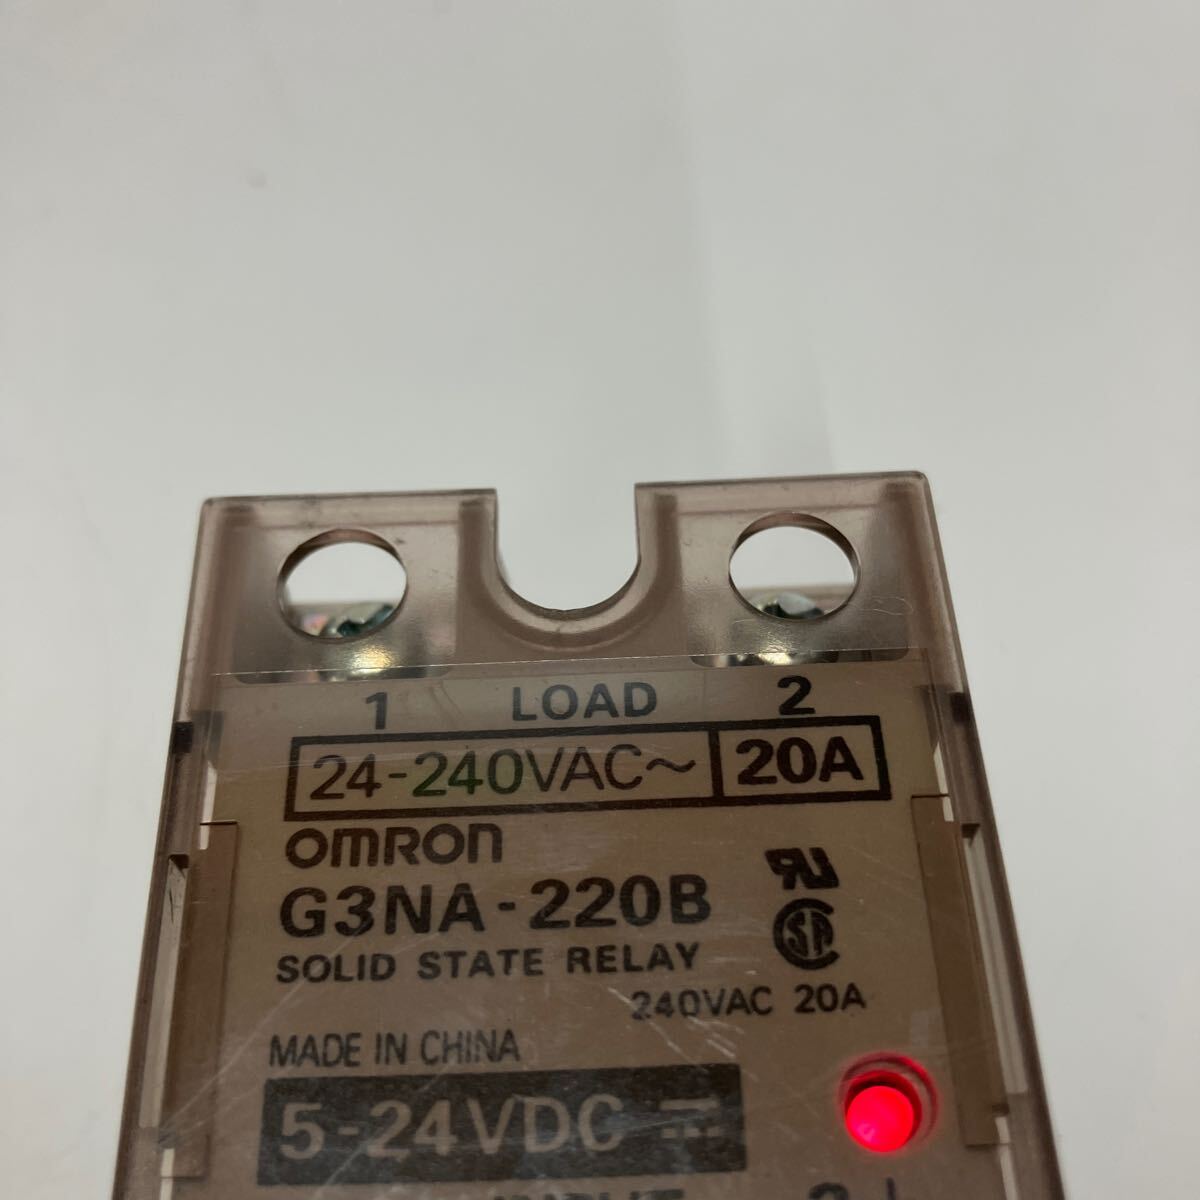 1 LOAD 2
24-240VAC~ 20A
OMRON
G3NA-220B
SOLID STATE RELAY
240VAC 20A
MADE IN CHINA
5-24VDC